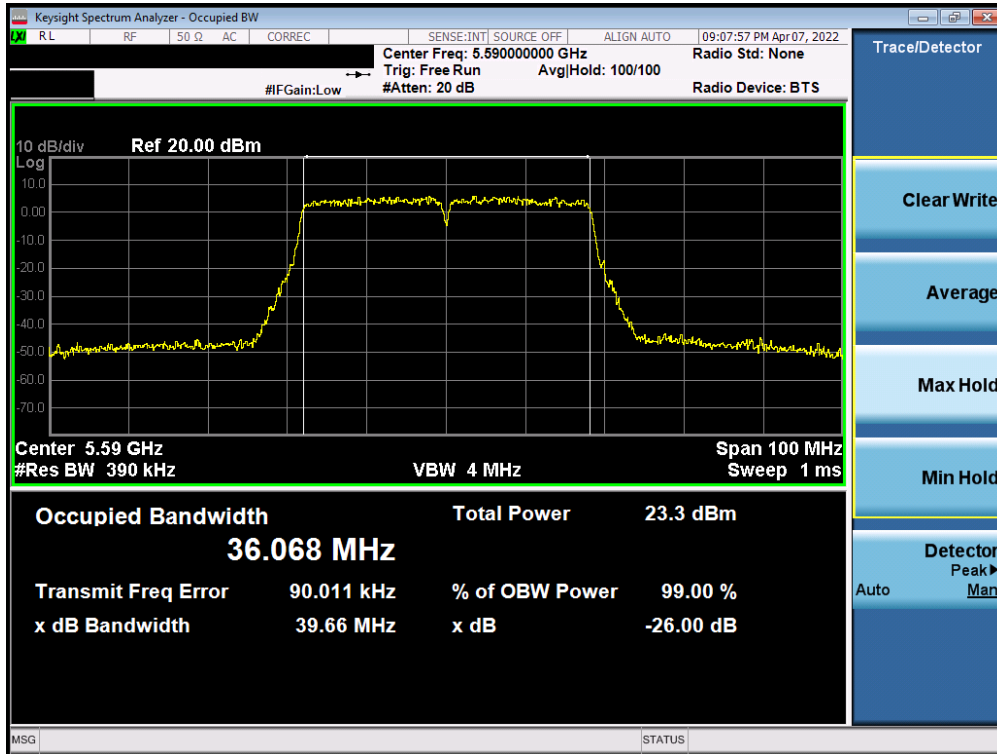 Keysight Spectrum Analyzer - Occupied BW
LXI RL RF 50 Ω AC CORREC SENSE:INT SOURCE OFF ALIGN AUTO 09:07:57 PM Apr 07, 2022
Center Freq: 5.590000000 GHz Radio Std: None
Trig: Free Run Avg|Hold: 100/100
#IFGain:Low #Atten: 20 dB Radio Device: BTS
10 dB/div Ref 20.00 dBm
Log
10.0
0.00
-10.0
-20.0
-30.0
-40.0
-50.0
-60.0
-70.0
Center 5.59 GHz Span 100 MHz
#Res BW 390 kHz VBW 4 MHz Sweep 1 ms
Occupied Bandwidth Total Power 23.3 dBm
36.068 MHz
Transmit Freq Error 90.011 kHz % of OBW Power 99.00 %
x dB Bandwidth 39.66 MHz x dB -26.00 dB
MSG STATUS
Trace/Detector
Clear Write
Average
Max Hold
Min Hold
Detector
Peak▶
Auto Man